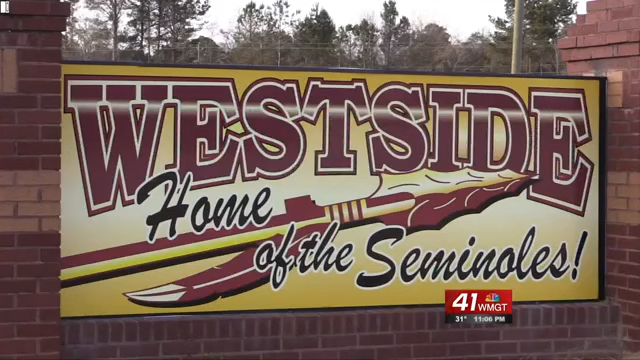 WESTSIDE
Home
of the Seminoles!
41 WMGT
31° 11:06 PM